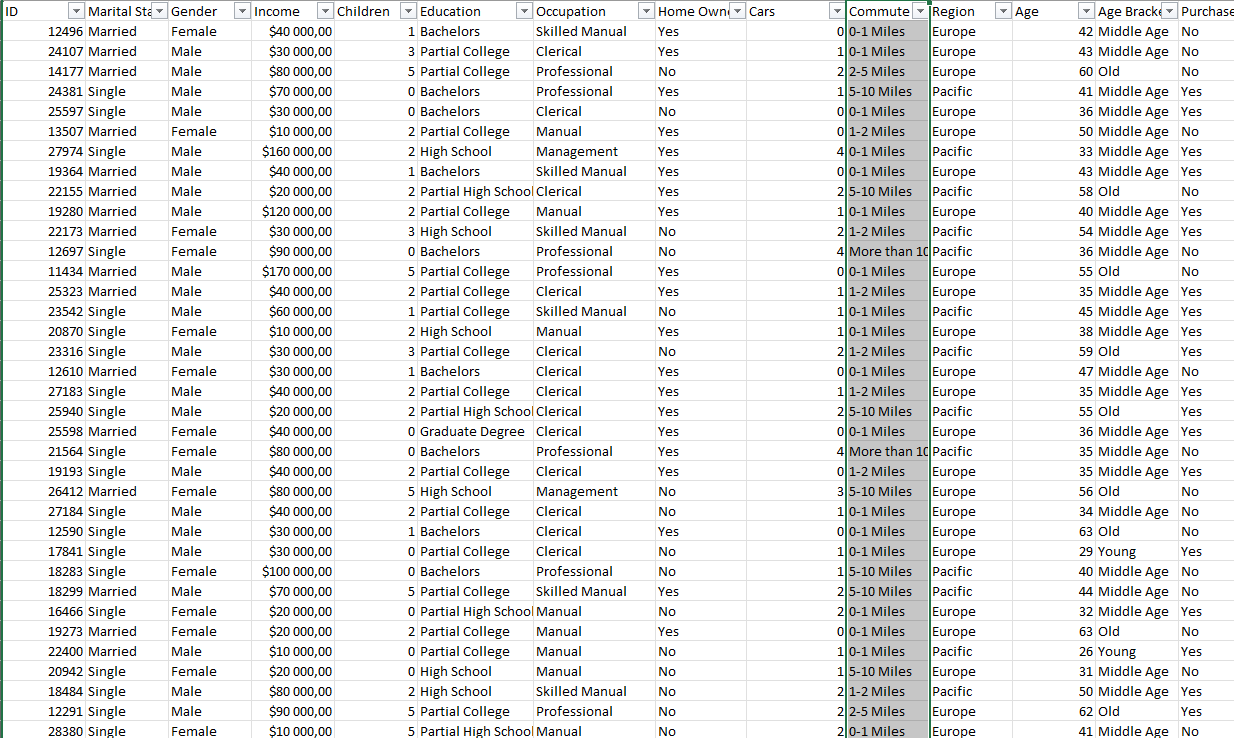 ID Marital Sta Gender Income Children Education Occupation Home Own Cars Commute Region Age Age Bracke Purchase
12496 Married Female $40 000,00 1 Bachelors Skilled Manual Yes 0 0-1 Miles Europe 42 Middle Age No
24107 Married Male $30 000,00 3 Partial College Clerical Yes 1 0-1 Miles Europe 43 Middle Age No
14177 Married Male $80 000,00 5 Partial College Professional No 2 2-5 Miles Europe 60 Old No
24381 Single Male $70 000,00 0 Bachelors Professional Yes 1 5-10 Miles Pacific 41 Middle Age Yes
25597 Single Male $30 000,00 0 Bachelors Clerical No 0 0-1 Miles Europe 36 Middle Age Yes
13507 Married Female $10 000,00 2 Partial College Manual Yes 0 1-2 Miles Europe 50 Middle Age No
27974 Single Male $160 000,00 2 High School Management Yes 4 0-1 Miles Pacific 33 Middle Age Yes
19364 Married Male $40 000,00 1 Bachelors Skilled Manual Yes 0 0-1 Miles Europe 43 Middle Age Yes
22155 Married Male $20 000,00 2 Partial High School Clerical Yes 2 5-10 Miles Pacific 58 Old No
19280 Married Male $120 000,00 2 Partial College Manual Yes 1 0-1 Miles Europe 40 Middle Age Yes
22173 Married Female $30 000,00 3 High School Skilled Manual No 2 1-2 Miles Pacific 54 Middle Age Yes
12697 Single Female $90 000,00 0 Bachelors Professional No 4 More than 10 Pacific 36 Middle Age No
11434 Married Male $170 000,00 5 Partial College Professional Yes 0 0-1 Miles Europe 55 Old No
25323 Married Male $40 000,00 2 Partial College Clerical Yes 1 1-2 Miles Europe 35 Middle Age Yes
23542 Single Male $60 000,00 1 Partial College Skilled Manual No 1 0-1 Miles Pacific 45 Middle Age Yes
20870 Single Female $10 000,00 2 High School Manual Yes 1 0-1 Miles Europe 38 Middle Age Yes
23316 Single Male $30 000,00 3 Partial College Clerical No 2 1-2 Miles Pacific 59 Old Yes
12610 Married Female $30 000,00 1 Bachelors Clerical Yes 0 0-1 Miles Europe 47 Middle Age No
27183 Single Male $40 000,00 2 Partial College Clerical Yes 1 1-2 Miles Europe 35 Middle Age Yes
25940 Single Male $20 000,00 2 Partial High School Clerical Yes 2 5-10 Miles Pacific 55 Old Yes
25598 Married Female $40 000,00 0 Graduate Degree Clerical Yes 0 0-1 Miles Europe 36 Middle Age Yes
21564 Single Female $80 000,00 0 Bachelors Professional Yes 4 More than 10 Pacific 35 Middle Age No
19193 Single Male $40 000,00 2 Partial College Clerical Yes 0 1-2 Miles Europe 35 Middle Age Yes
26412 Married Female $80 000,00 5 High School Management No 3 5-10 Miles Europe 56 Old No
27184 Single Male $40 000,00 2 Partial College Clerical No 1 0-1 Miles Europe 34 Middle Age No
12590 Single Male $30 000,00 1 Bachelors Clerical Yes 0 0-1 Miles Europe 63 Old No
17841 Single Male $30 000,00 0 Partial College Clerical No 1 0-1 Miles Europe 29 Young Yes
18283 Single Female $100 000,00 0 Bachelors Professional No 1 5-10 Miles Pacific 40 Middle Age No
18299 Married Male $70 000,00 5 Partial College Skilled Manual Yes 2 5-10 Miles Pacific 44 Middle Age No
16466 Single Female $20 000,00 0 Partial High School Manual No 2 0-1 Miles Europe 32 Middle Age Yes
19273 Married Female $20 000,00 2 Partial College Manual Yes 0 0-1 Miles Europe 63 Old No
22400 Married Male $10 000,00 0 Partial College Manual No 1 0-1 Miles Pacific 26 Young Yes
20942 Single Female $20 000,00 0 High School Manual No 1 5-10 Miles Europe 31 Middle Age No
18484 Single Male $80 000,00 2 High School Skilled Manual No 2 1-2 Miles Pacific 50 Middle Age Yes
12291 Single Male $90 000,00 5 Partial College Professional No 2 2-5 Miles Europe 62 Old Yes
28380 Single Female $10 000,00 5 Partial High School Manual No 2 0-1 Miles Europe 41 Middle Age No